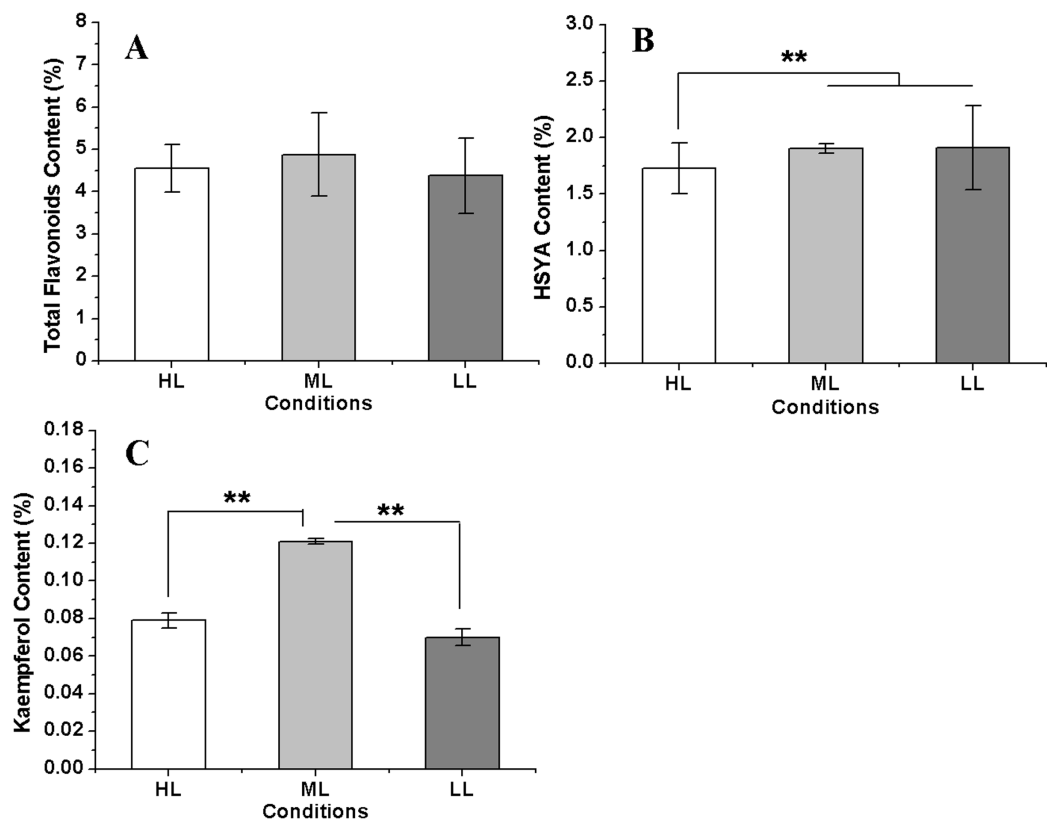 A
Total Flavonoids Content (%)
8
7
6
5
4
3
2
1
0
HL ML LL
Conditions
B
HSYA Content (%)
3.0
2.5
2.0
1.5
1.0
0.5
0.0
**
HL ML LL
Conditions
C
Kaempferol Content (%)
0.18
0.16
0.14
0.12
0.10
0.08
0.06
0.04
0.02
0.00
** **
HL ML LL
Conditions